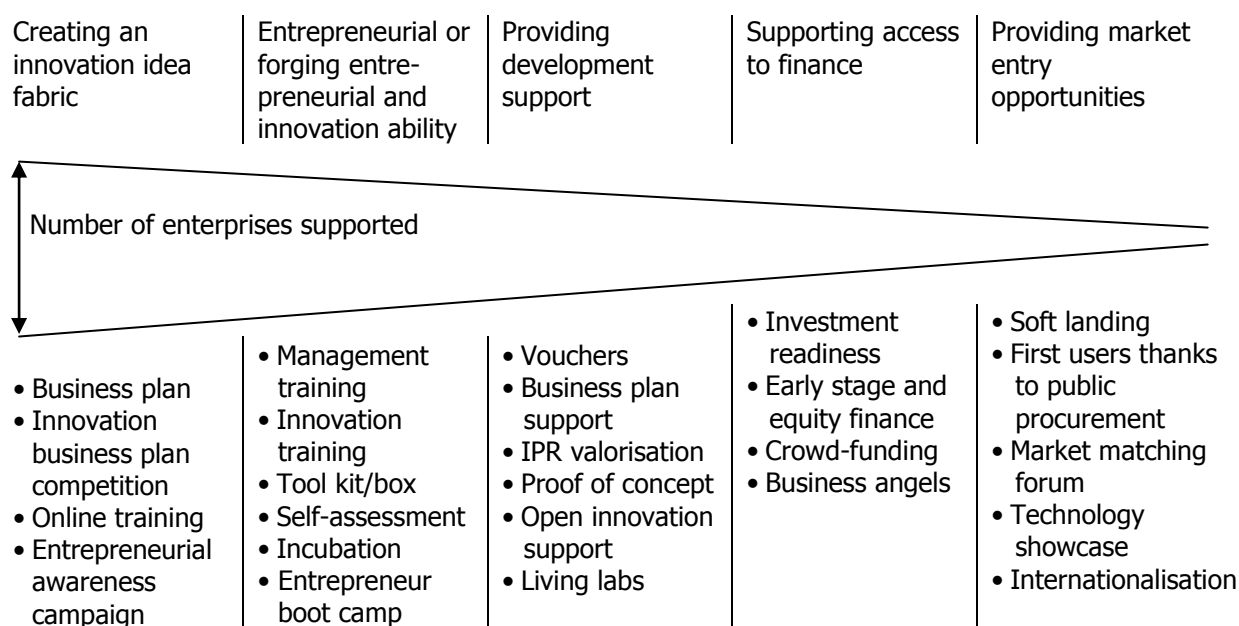 Creating an
innovation idea
fabric
Entrepreneurial or
forging entre-
preneurial and
innovation ability
Providing
development
support
Supporting access
to finance
Providing market
entry
opportunities
Number of enterprises supported
• Business plan
• Innovation
business plan
competition
• Online training
• Entrepreneurial
awareness
campaign
• Management
training
• Innovation
training
• Tool kit/box
• Self-assessment
• Incubation
• Entrepreneur
boot camp
• Vouchers
• Business plan
support
• IPR valorisation
• Proof of concept
• Open innovation
support
• Living labs
• Investment
readiness
• Early stage and
equity finance
• Crowd-funding
• Business angels
• Soft landing
• First users thanks
to public
procurement
• Market matching
forum
• Technology
showcase
• Internationalisation